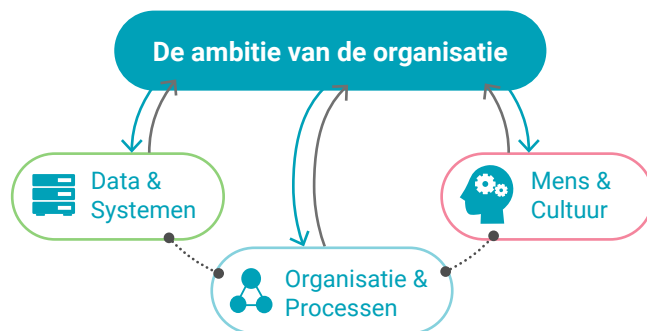 De ambitie van de organisatie
Data &
Systemen
Mens &
Cultuur
Organisatie &
Processen